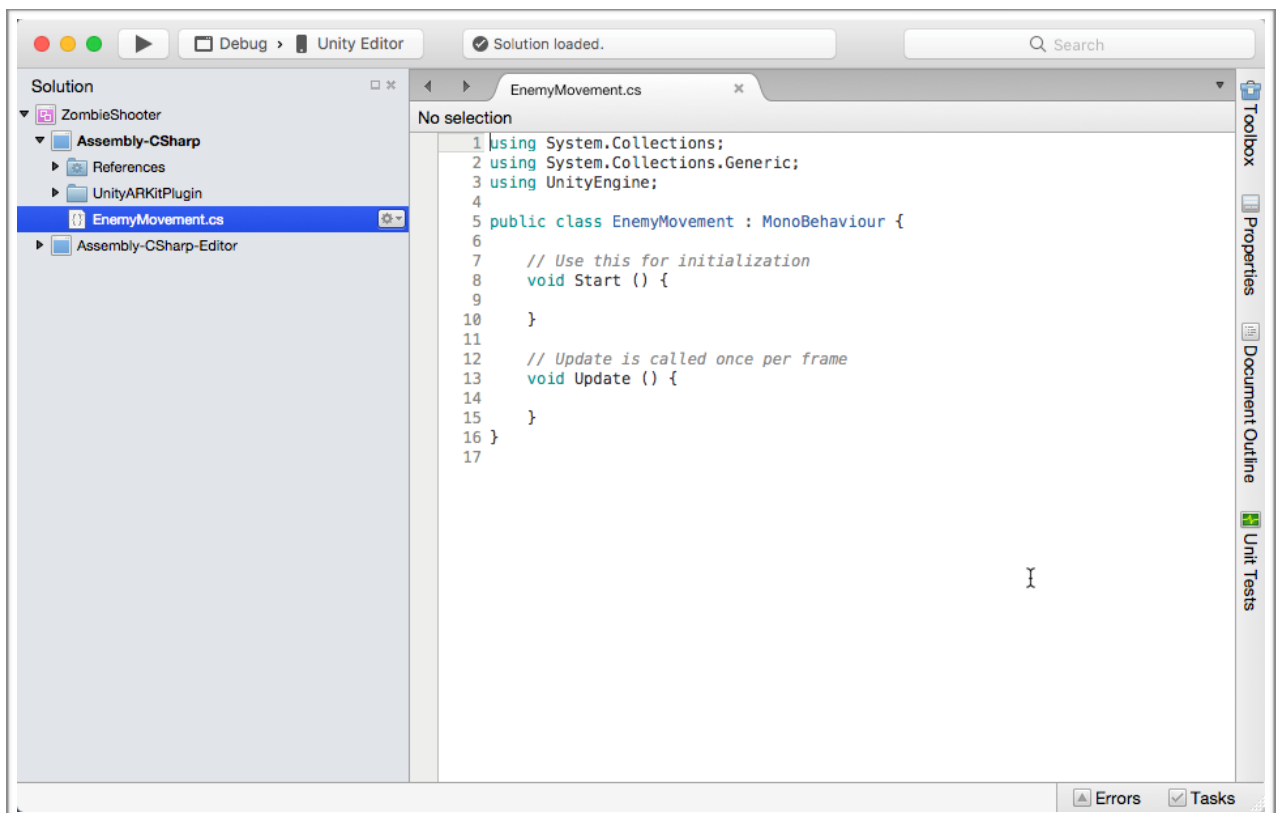 Debug › Unity Editor
Solution loaded.
Search
Solution
ZombieShooter
Assembly-CSharp
References
UnityARKitPlugin
EnemyMovement.cs
Assembly-CSharp-Editor
EnemyMovement.cs
No selection
1 using System.Collections;
2 using System.Collections.Generic;
3 using UnityEngine;
4
5 public class EnemyMovement : MonoBehaviour {
6
7     // Use this for initialization
8     void Start () {
9
10     }
11
12     // Update is called once per frame
13     void Update () {
14
15     }
16 }
17
Toolbox
Properties
Document Outline
Unit Tests
Errors
Tasks